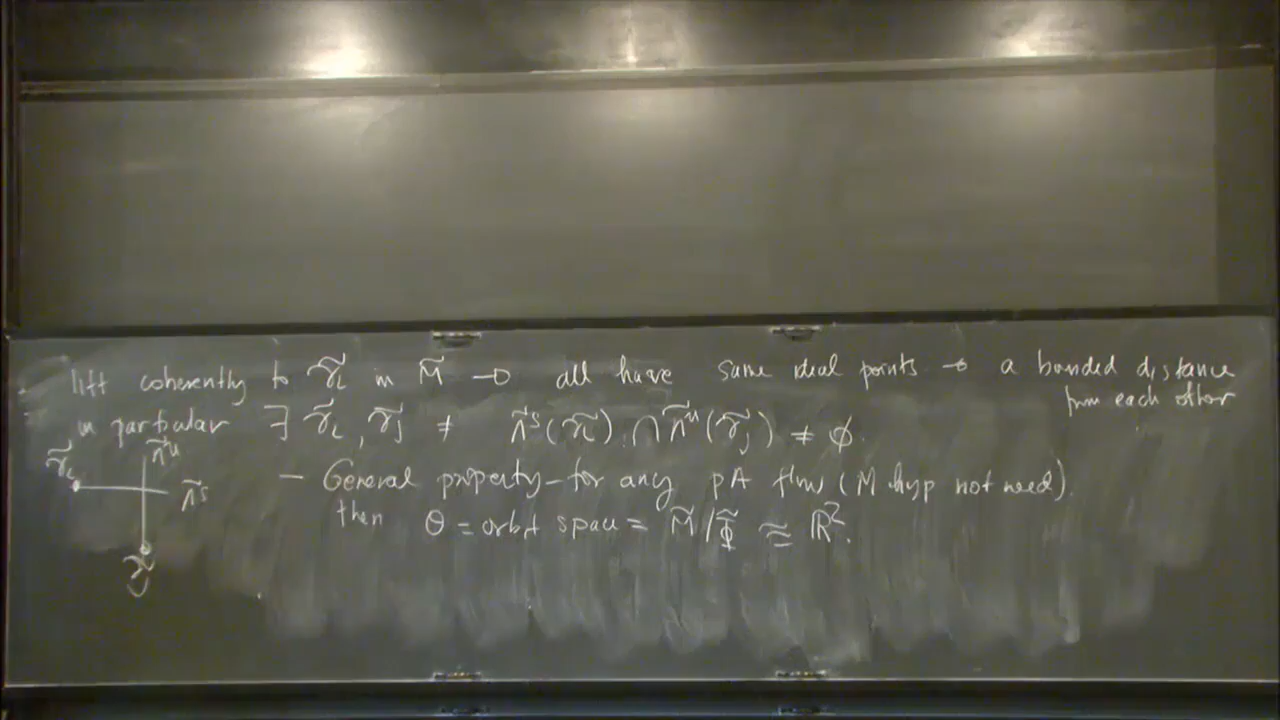 lift coherently to γ̃ᵢ in M̃ → all have same ideal points → a bounded distance
from each other
in particular ∃ γ̃ᵢ, γ̃ⱼ ≠ Λ̃ˢ(γ̃ᵢ) ∩ Λ̃ᵘ(γ̃ⱼ) ≠ ∅.
γ̃ᵢ Λ̃ᵘ
Λ̃ˢ
γ̃ⱼ
— General property - for any pA flow (M hyp not need).
then Θ = orbit space = M̃/Φ̃ ≈ ℝ².